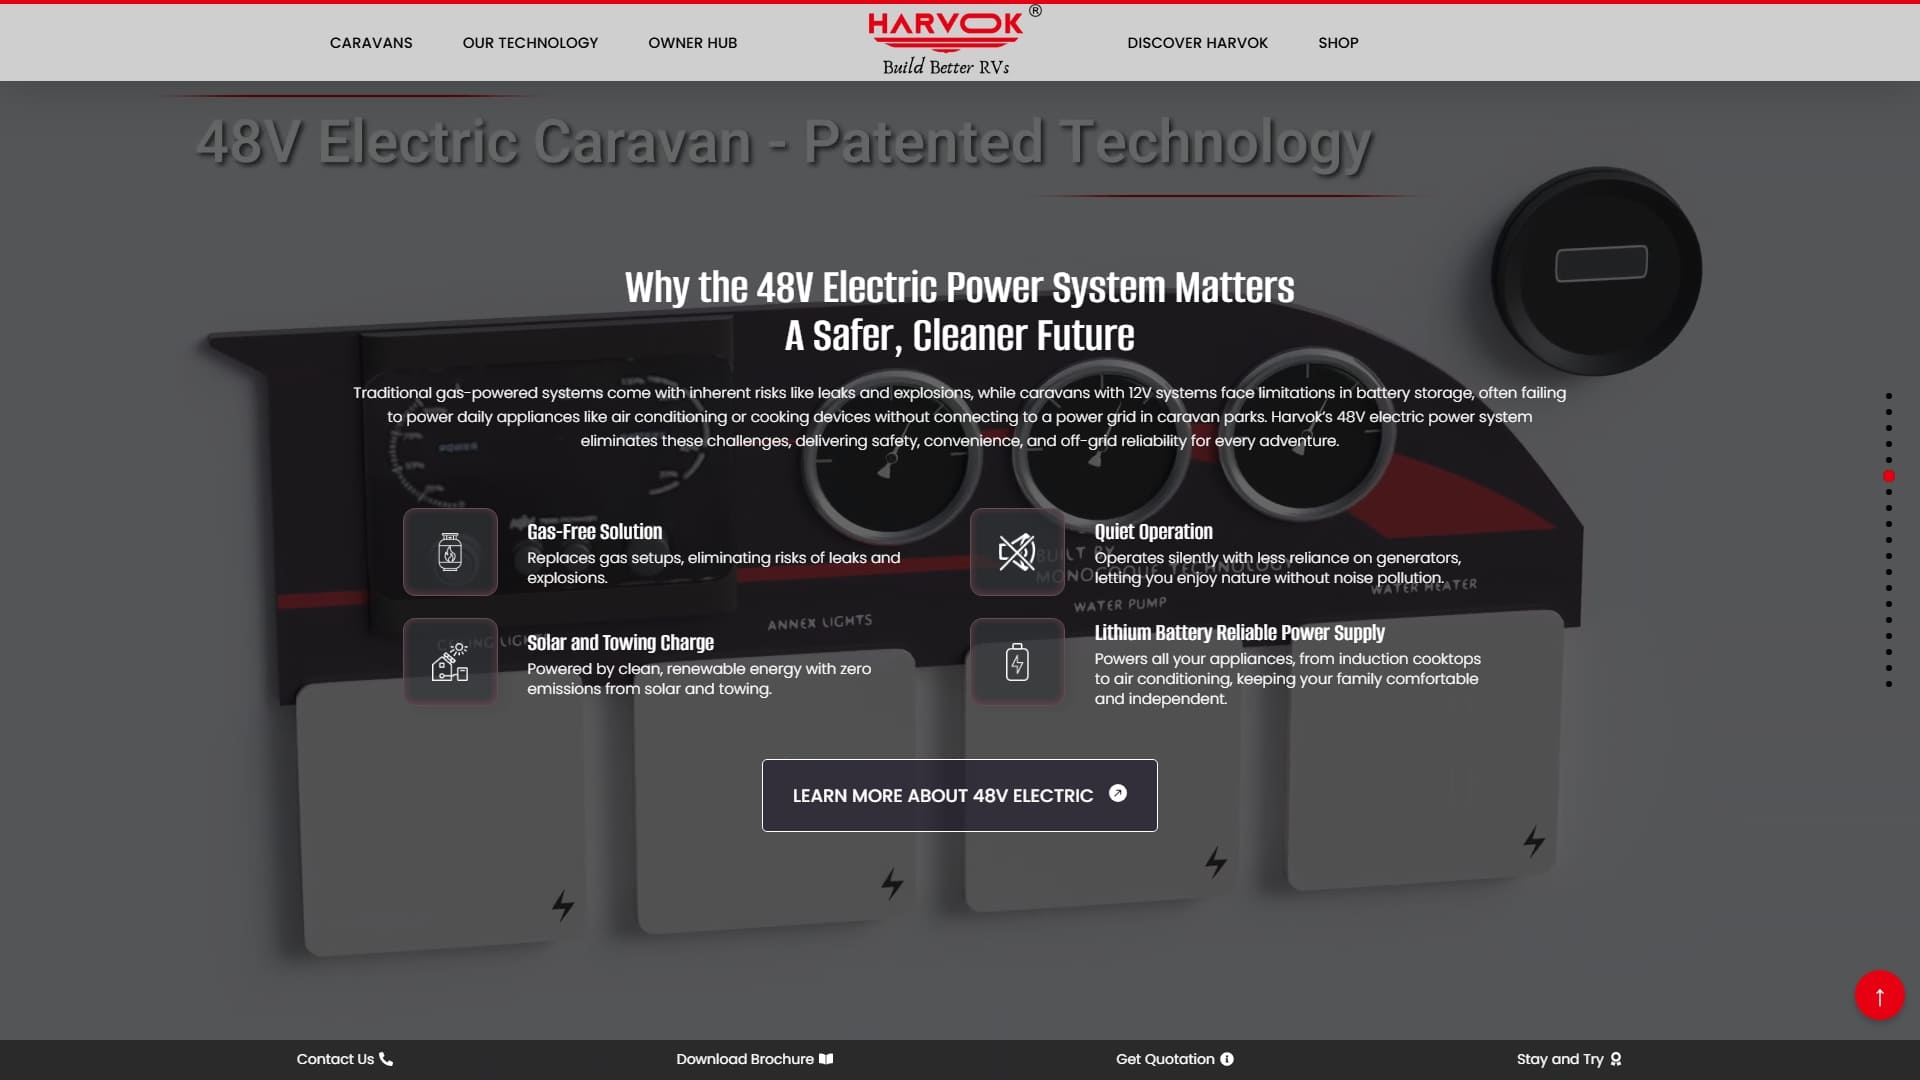 CARAVANS
OUR TECHNOLOGY
OWNER HUB
HARVOK®
Build Better RVs
DISCOVER HARVOK
SHOP
48V Electric Caravan - Patented Technology
Why the 48V Electric Power System Matters
A Safer, Cleaner Future
Traditional gas-powered systems come with inherent risks like leaks and explosions, while caravans with 12V systems face limitations in battery storage, often failing
to power daily appliances like air conditioning or cooking devices without connecting to a power grid in caravan parks. Harvok’s 48V electric power system
eliminates these challenges, delivering safety, convenience, and off-grid reliability for every adventure.
POWER
Gas-Free Solution
Replaces gas setups, eliminating risks of leaks and
explosions.
Quiet Operation
Operates silently with less reliance on generators,
letting you enjoy nature without noise pollution.
BUILT BY
MONOCOQUE TECHNOLOGY
WATER HEATER
WATER PUMP
ANNEX LIGHTS
CEILING LIGHTS
Solar and Towing Charge
Powered by clean, renewable energy with zero
emissions from solar and towing.
Lithium Battery Reliable Power Supply
Powers all your appliances, from induction cooktops
to air conditioning, keeping your family comfortable
and independent.
LEARN MORE ABOUT 48V ELECTRIC
Contact Us
Download Brochure
Get Quotation
Stay and Try